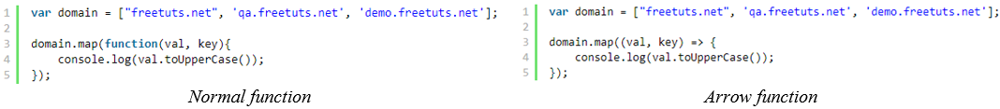 1 var domain = ["freetuts.net", 'qa.freetuts.net', 'demo.freetuts.net'];
2
3 domain.map(function(val, key){
4     console.log(val.toUpperCase());
5 });
Normal function
1 var domain = ["freetuts.net", 'qa.freetuts.net', 'demo.freetuts.net'];
2
3 domain.map((val, key) => {
4     console.log(val.toUpperCase());
5 });
Arrow function